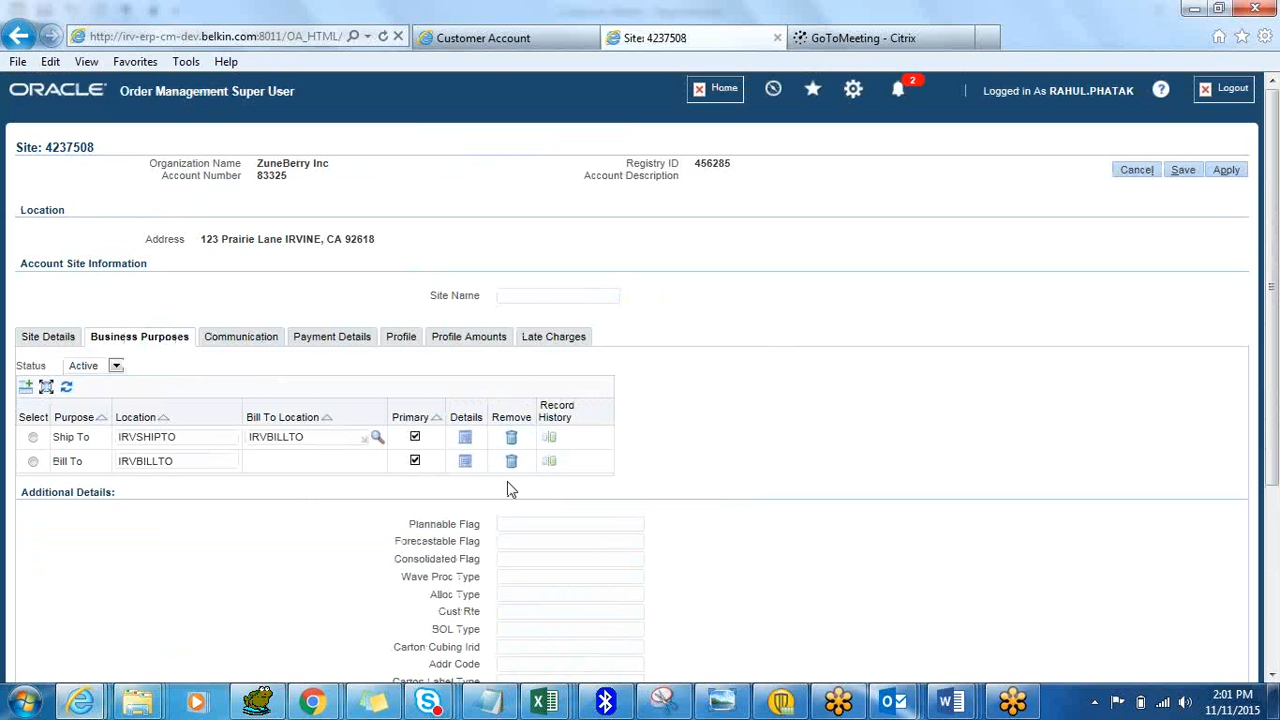 http://irv-erp-cm-dev.belkin.com:8011/OA_HTML/
Customer Account
Site: 4237508
GoToMeeting - Citrix
File Edit View Favorites Tools Help
ORACLE Order Management Super User
Home
2
Logged in As RAHUL.PHATAK
? Logout
Site: 4237508
Organization Name ZuneBerry Inc
Registry ID 456285
Account Number 83325
Account Description
Cancel Save Apply
Location
Address 123 Prairie Lane IRVINE, CA 92618
Account Site Information
Site Name
Site Details Business Purposes Communication Payment Details Profile Profile Amounts Late Charges
Status Active
Select Purpose Location Bill To Location Primary Details Remove Record History
Ship To IRVSHIPTO IRVBILLTO
Bill To IRVBILLTO
Additional Details:
Plannable Flag
Forecastable Flag
Consolidated Flag
Wave Proc Type
Alloc Type
Cust Rte
BOL Type
Carton Cubing Irid
Addr Code
Carton Label Type
2:01 PM
11/11/2015